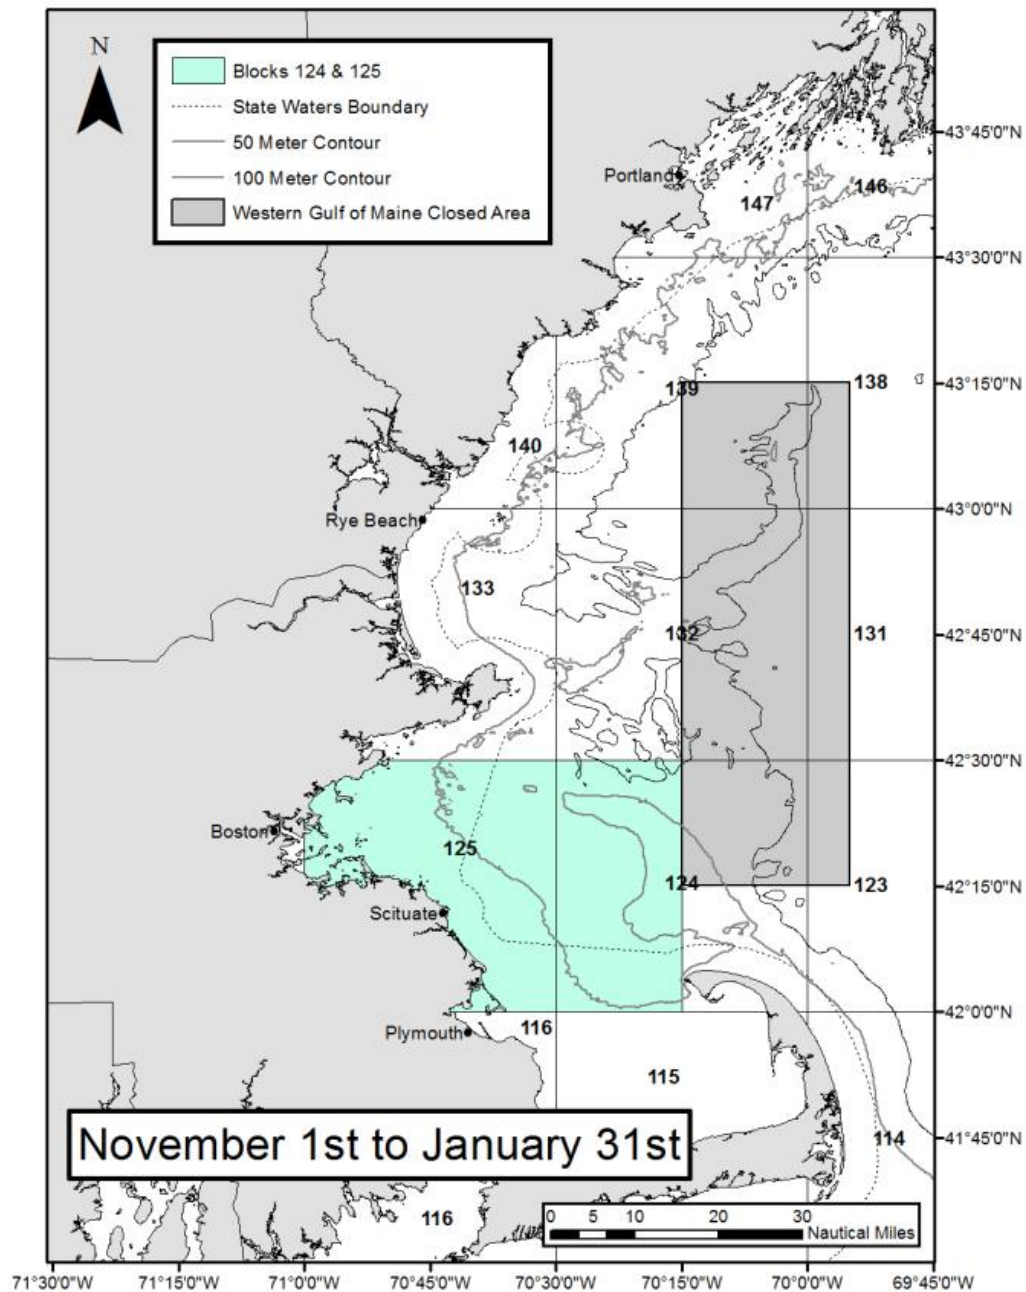 N
Blocks 124 & 125
State Waters Boundary
50 Meter Contour
100 Meter Contour
Western Gulf of Maine Closed Area
43°45'0"N
Portland
146
147
43°30'0"N
139
138
43°15'0"N
140
43°0'0"N
Rye Beach
133
132
131
42°45'0"N
42°30'0"N
Boston
125
124
123
42°15'0"N
Scituate
42°0'0"N
Plymouth
116
115
November 1st to January 31st
114
41°45'0"N
116
0 5 10 20 30
Nautical Miles
71°30'0"W 71°15'0"W 71°0'0"W 70°45'0"W 70°30'0"W 70°15'0"W 70°0'0"W 69°45'0"W